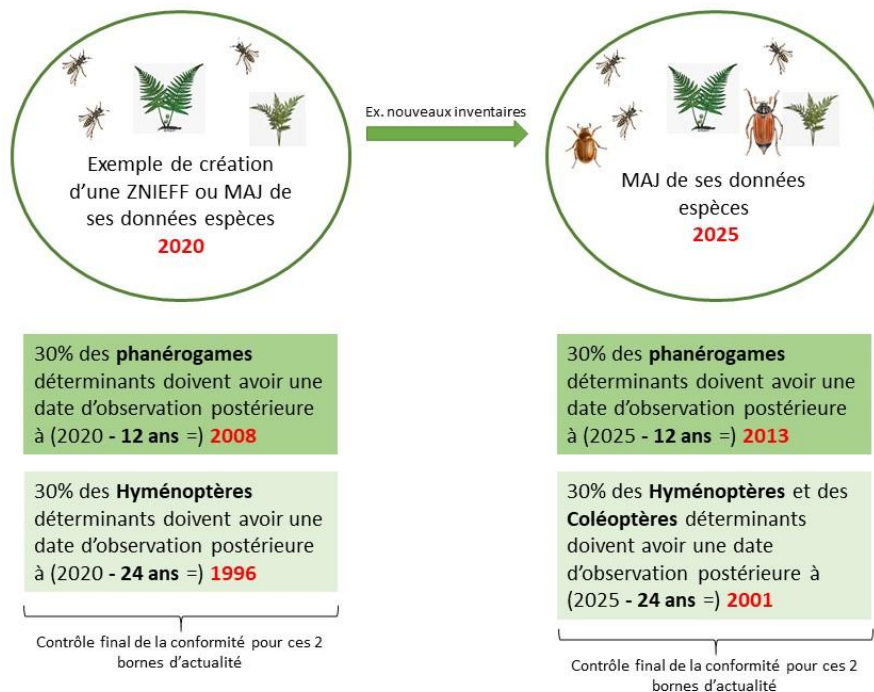 Exemple de création
d'une ZNIEFF ou MAJ de
ses données espèces
2020
Ex. nouveaux inventaires
MAJ de ses données
espèces
2025
30% des phanérogames
déterminants doivent avoir une
date d'observation postérieure
à (2020 - 12 ans =) 2008
30% des Hyménoptères
déterminants doivent avoir une
date d'observation postérieure
à (2020 - 24 ans =) 1996
Contrôle final de la conformité pour ces 2
bornes d'actualité
30% des phanérogames
déterminants doivent avoir une
date d'observation postérieure
à (2025 - 12 ans =) 2013
30% des Hyménoptères et des
Coléoptères déterminants
doivent avoir une date
d'observation postérieure à
(2025 - 24 ans =) 2001
Contrôle final de la conformité pour ces 2
bornes d'actualité